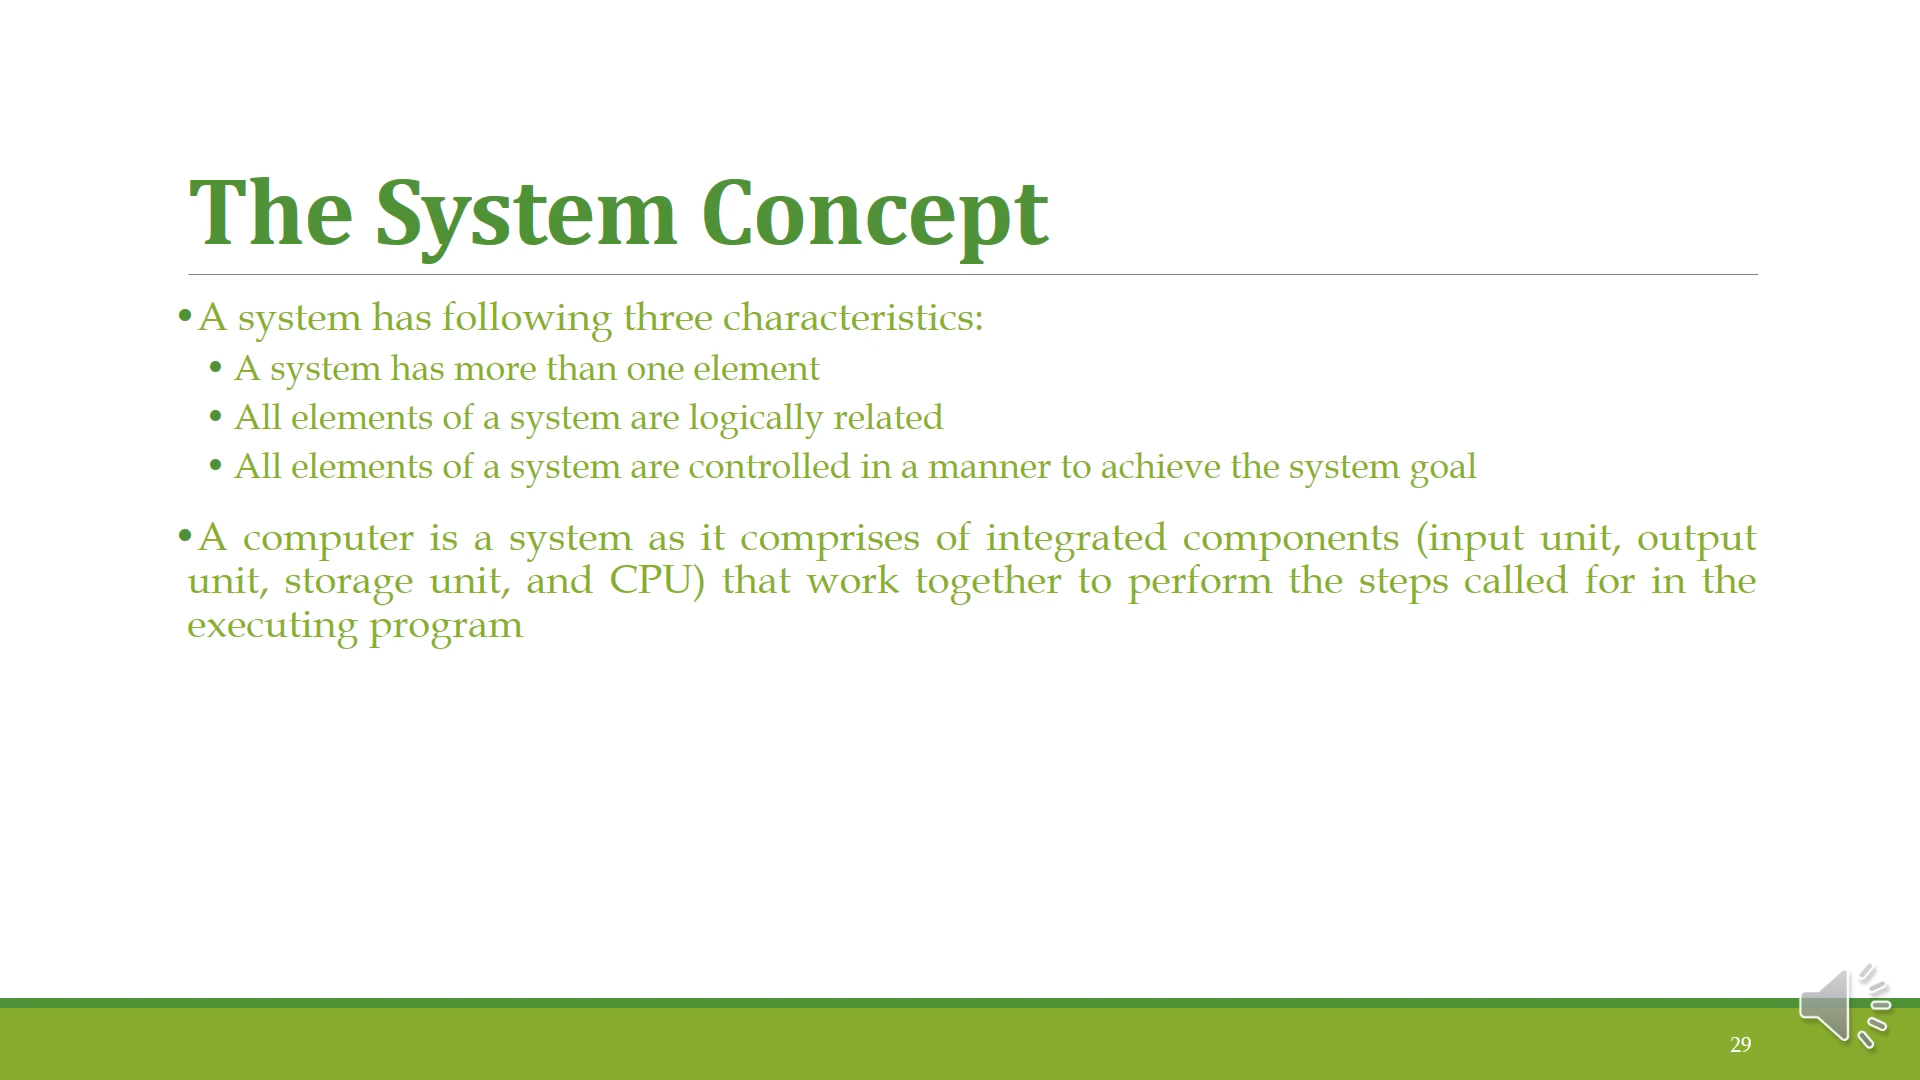 The System Concept
•A system has following three characteristics:
• A system has more than one element
• All elements of a system are logically related
• All elements of a system are controlled in a manner to achieve the system goal
•A computer is a system as it comprises of integrated components (input unit, output
unit, storage unit, and CPU) that work together to perform the steps called for in the
executing program
29